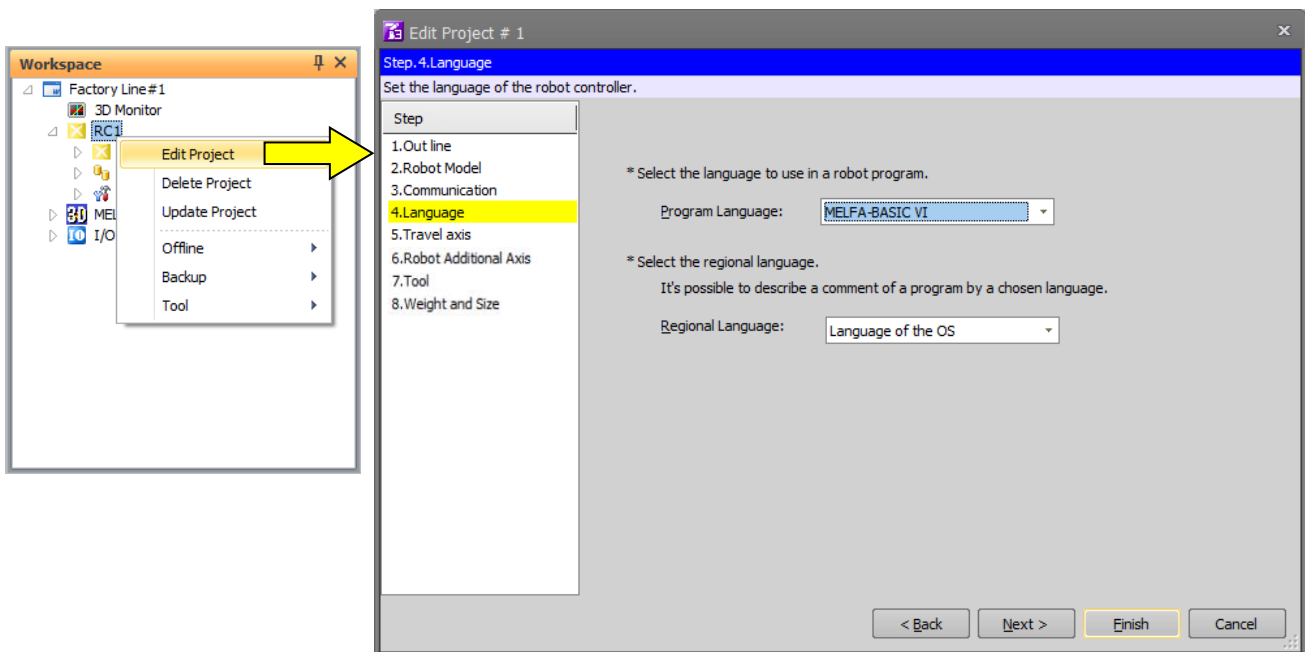 Workspace
Factory Line#1
3D Monitor
RC1
MEL
I/O
Edit Project
Delete Project
Update Project
Offline
Backup
Tool
Edit Project # 1
Step.4.Language
Set the language of the robot controller.
Step
1.Out line
2.Robot Model
3.Communication
4.Language
5.Travel axis
6.Robot Additional Axis
7.Tool
8.Weight and Size
* Select the language to use in a robot program.
Program Language: MELFA-BASIC VI
* Select the regional language.
It's possible to describe a comment of a program by a chosen language.
Regional Language: Language of the OS
< Back Next > Finish Cancel